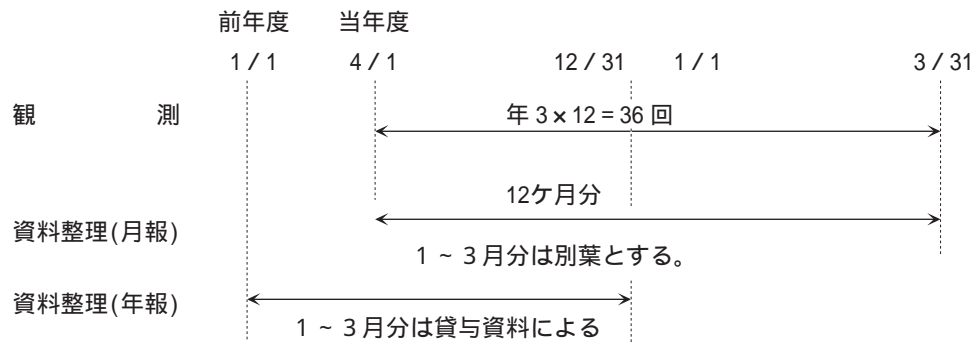 前年度 当年度
1 / 1 4 / 1 12 / 31 1 / 1 3 / 31
観 測 年 3×12 = 36 回
12ケ月分
資料整理(月報)
1 ~ 3 月分は別葉とする。
資料整理(年報)
1 ~ 3 月分は貸与資料による